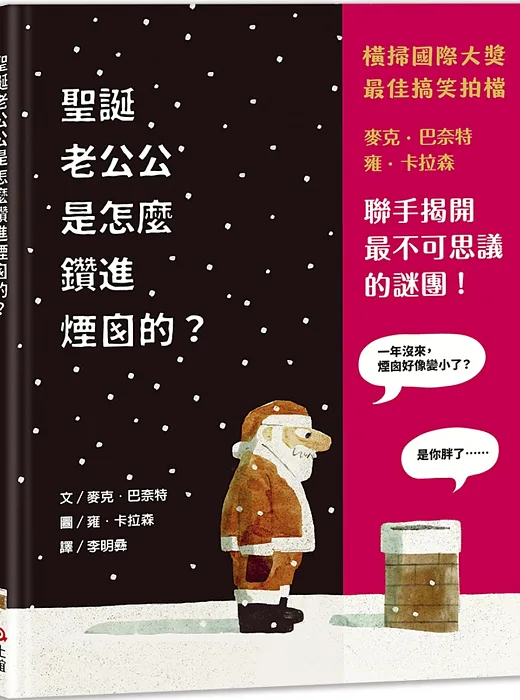 聖誕老公公是怎麼鑽進煙囪的?
聖誕
老公公
是怎麼
鑽進
煙囪的?
文/麥克.巴奈特
圖/雍.卡拉森
譯/李明彝
橫掃國際大獎
最佳搞笑拍檔
麥克.巴奈特
雍.卡拉森
聯手揭開
最不可思議
的謎團!
一年沒來,
煙囪好像變小了?
是你胖了⋯⋯